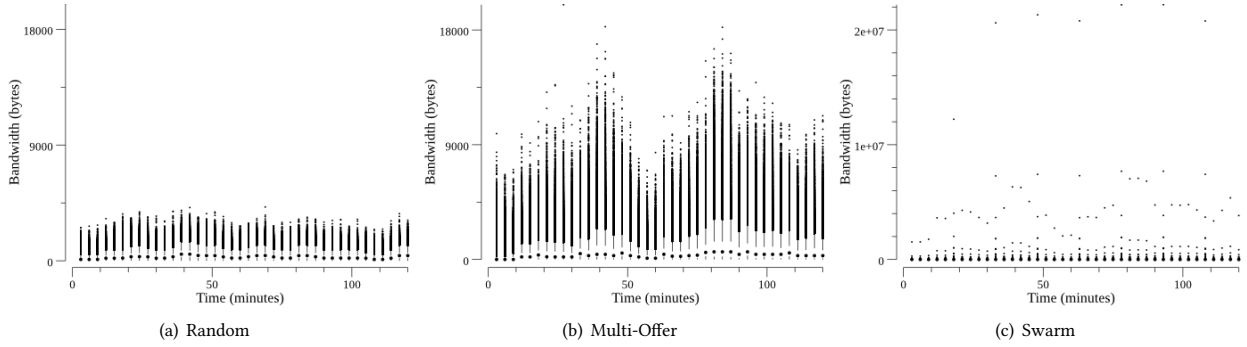 18000
9000
0
Bandwidth (bytes)
0
50
100
Time (minutes)
(a) Random
18000
9000
0
Bandwidth (bytes)
0
50
100
Time (minutes)
(b) Multi-Offer
2e+07
1e+07
0
Bandwidth (bytes)
0
50
100
Time (minutes)
(c) Swarm